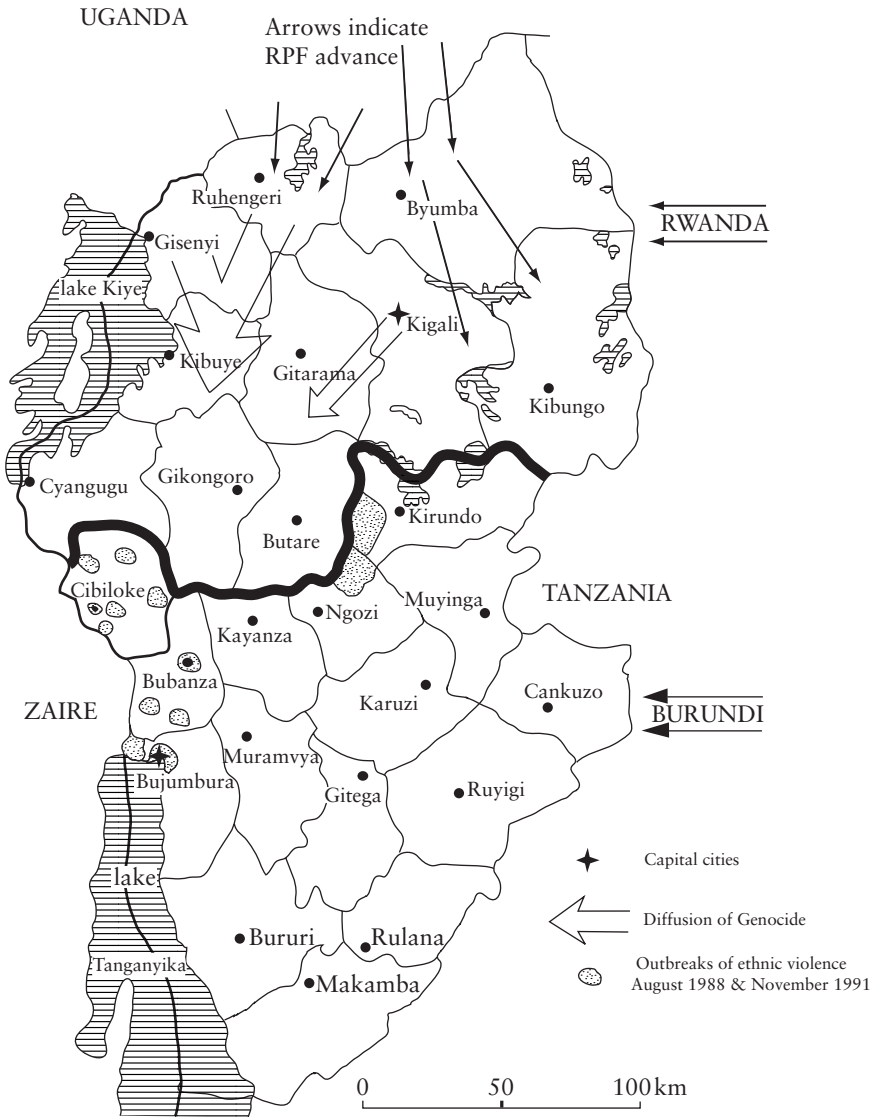 UGANDA
Arrows indicate
RPF advance
Ruhengeri
Byumba
RWANDA
Gisenyi
lake Kiye
Kigali
Kibuye
Gitarama
Kibungo
Gikongoro
Cyangugu
Kirundo
Butare
Cibiloke
TANZANIA
Muyinga
Ngozi
Kayanza
Bubanza
Karuzi
Cankuzo
ZAIRE
BURUNDI
Muramvya
Bujumbura
Gitega
Ruyigi
Capital cities
lake
Diffusion of Genocide
Bururi
Rulana
Tanganyika
Outbreaks of ethnic violence
August 1988 & November 1991
Makamba
0 50 100 km